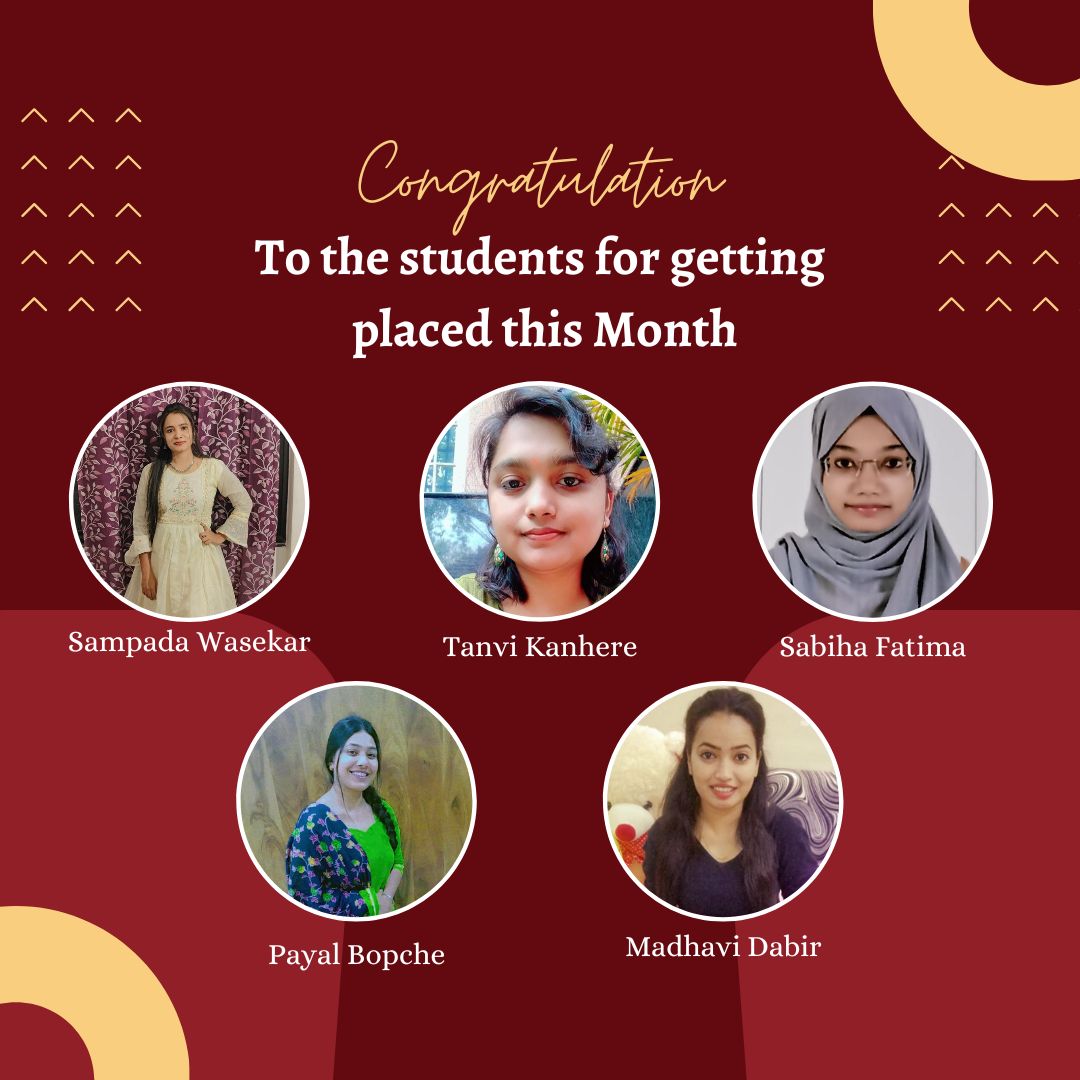 Congratulation
To the students for getting
placed this Month
Sampada Wasekar
Tanvi Kanhere
Sabiha Fatima
Payal Bopche
Madhavi Dabir